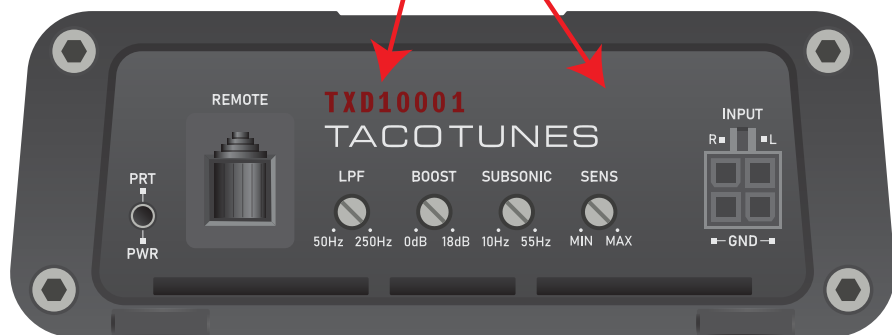 REMOTE
TXD10001
TACOTUNES
INPUT
R L
PRT
PWR
LPF BOOST SUBSONIC SENS
50Hz 250Hz 0dB 18dB 10Hz 55Hz MIN MAX
GND